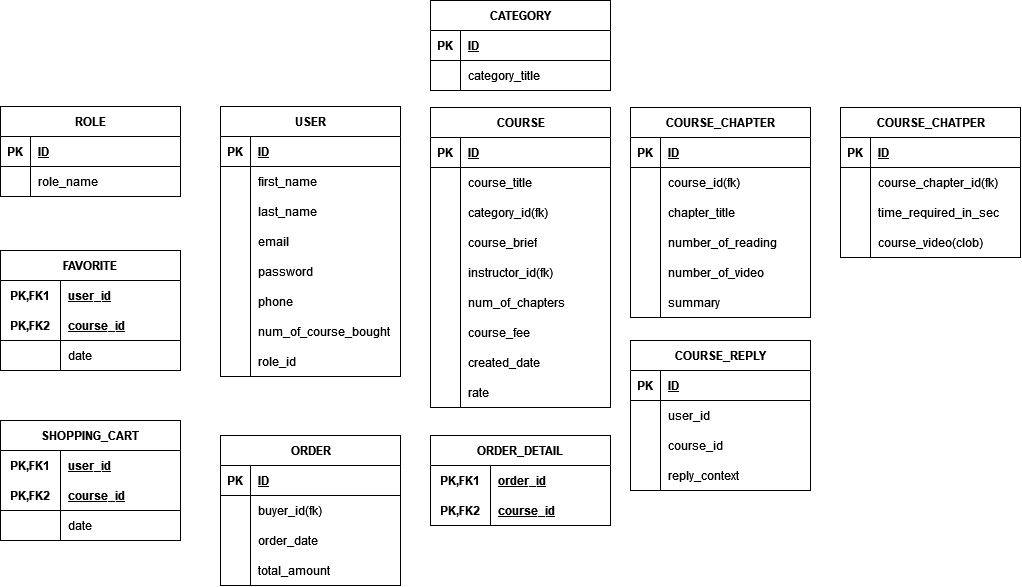 CATEGORY
PK ID
category_title
ROLE
PK ID
role_name
USER
PK ID
first_name
last_name
email
password
phone
num_of_course_bought
role_id
COURSE
PK ID
course_title
category_id(fk)
course_brief
instructor_id(fk)
num_of_chapters
course_fee
created_date
rate
COURSE_CHAPTER
PK ID
course_id(fk)
chapter_title
number_of_reading
number_of_video
summary
COURSE_CHATPER
PK ID
course_chapter_id(fk)
time_required_in_sec
course_video(clob)
FAVORITE
PK,FK1 user_id
PK,FK2 course_id
date
COURSE_REPLY
PK ID
user_id
course_id
reply_context
SHOPPING_CART
PK,FK1 user_id
PK,FK2 course_id
date
ORDER
PK ID
buyer_id(fk)
order_date
total_amount
ORDER_DETAIL
PK,FK1 order_id
PK,FK2 course_id